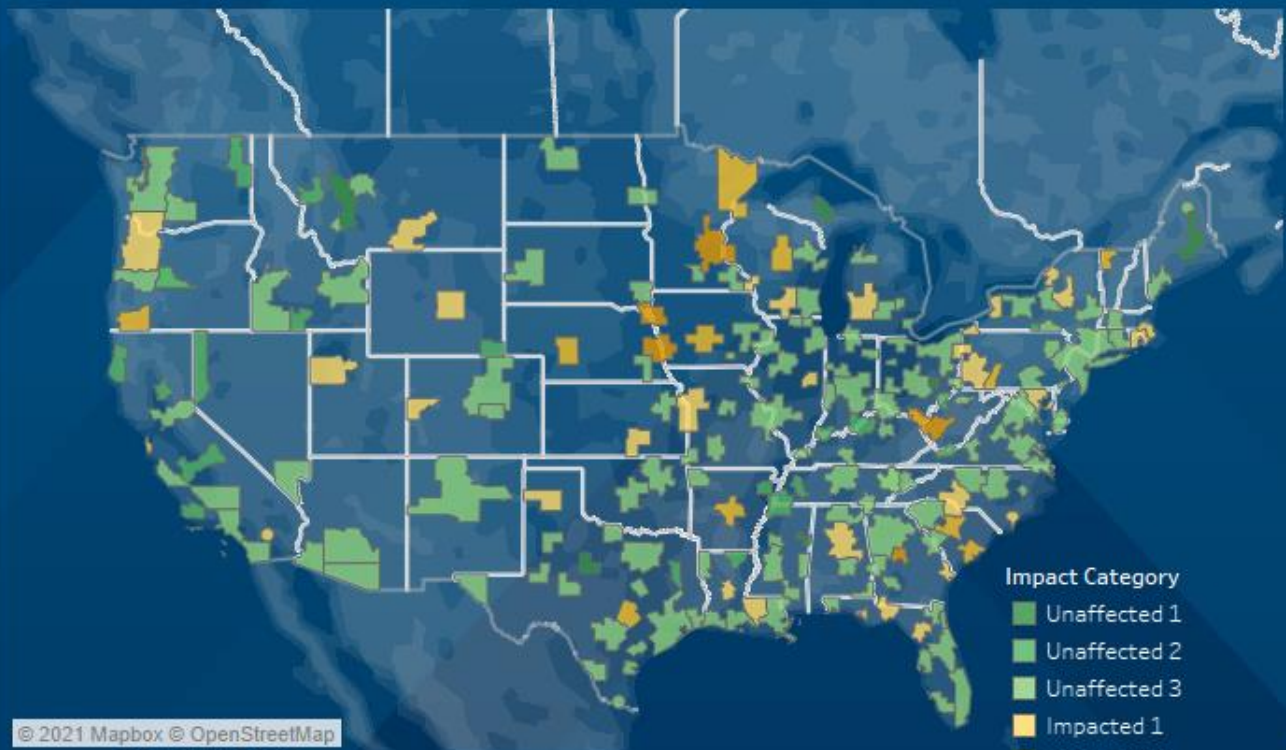 Impact Category
Unaffected 1
Unaffected 2
Unaffected 3
Impacted 1
© 2021 Mapbox © OpenStreetMap